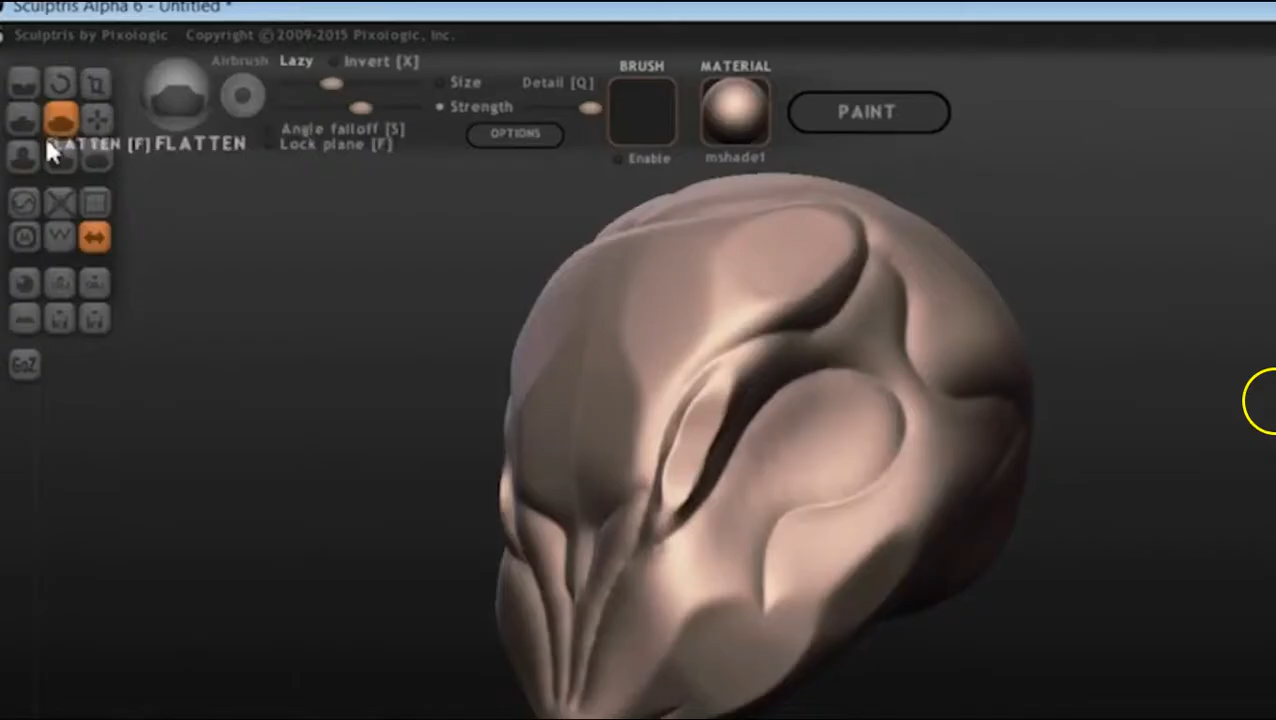 Sculptris Alpha 6 - Untitled *
Sculptris by Pixologic Copyright © 2009-2015 Pixologic, Inc.
Airbrush Lazy Invert [X]
Size Detail [Q]
Strength
Angle falloff [S]
Lock plane [F]
OPTIONS
BRUSH
Enable
MATERIAL
mshade1
PAINT
[F] FLATTEN
GoZ